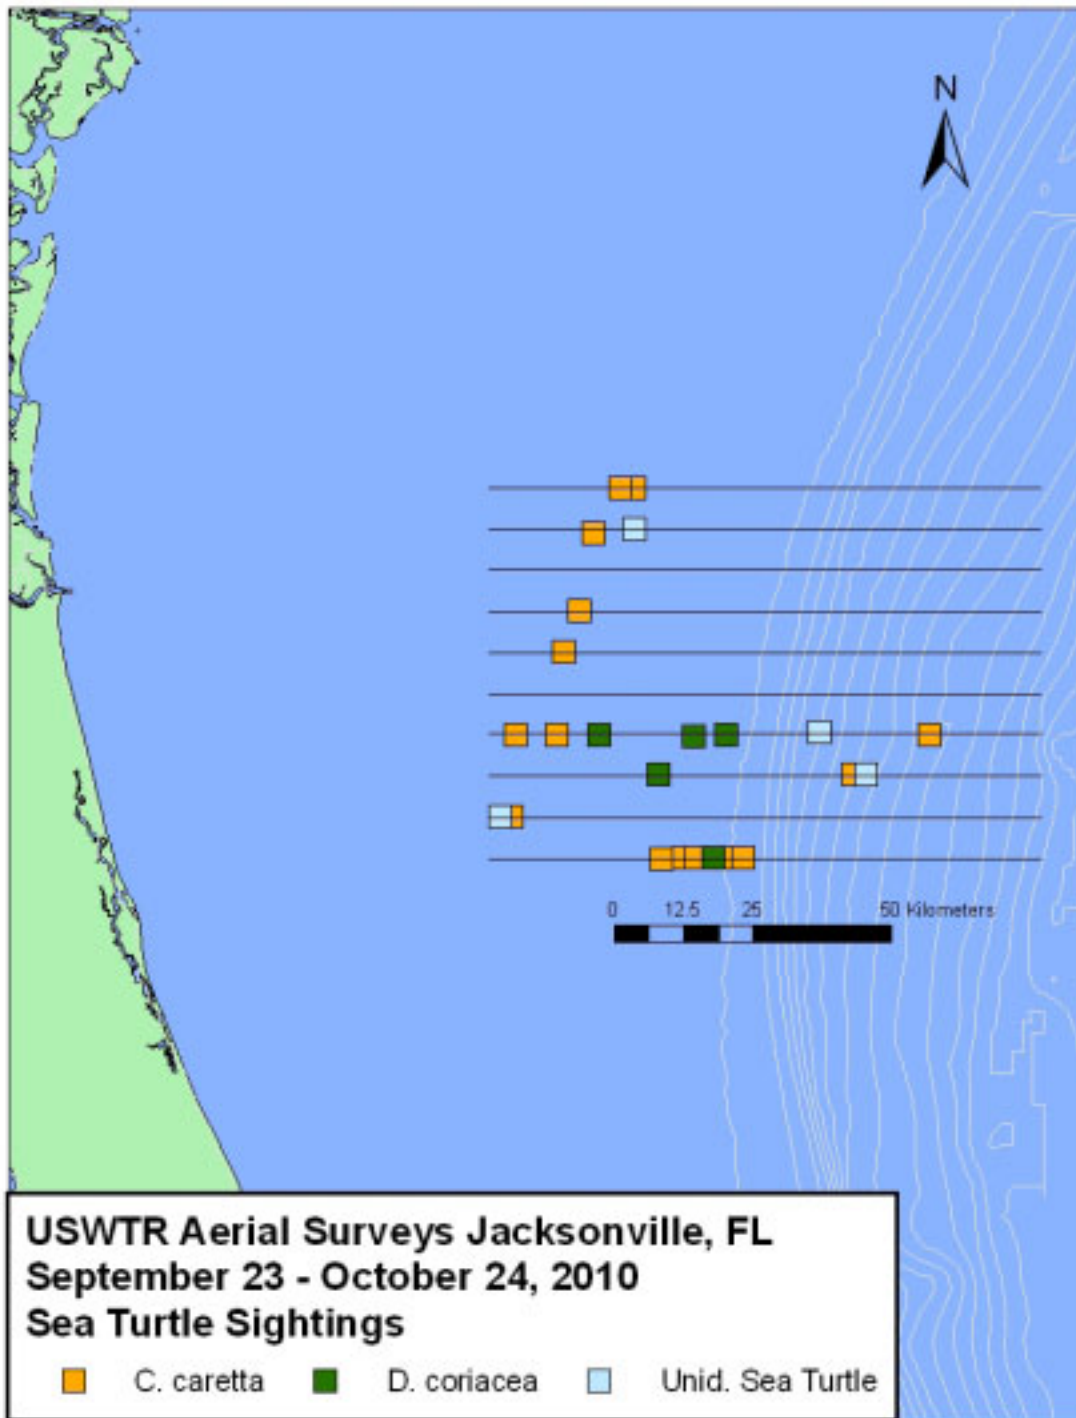 N
0 12.5 25 50 Kilometers
USWTR Aerial Surveys Jacksonville, FL
September 23 - October 24, 2010
Sea Turtle Sightings
C. caretta D. coriacea Unid. Sea Turtle